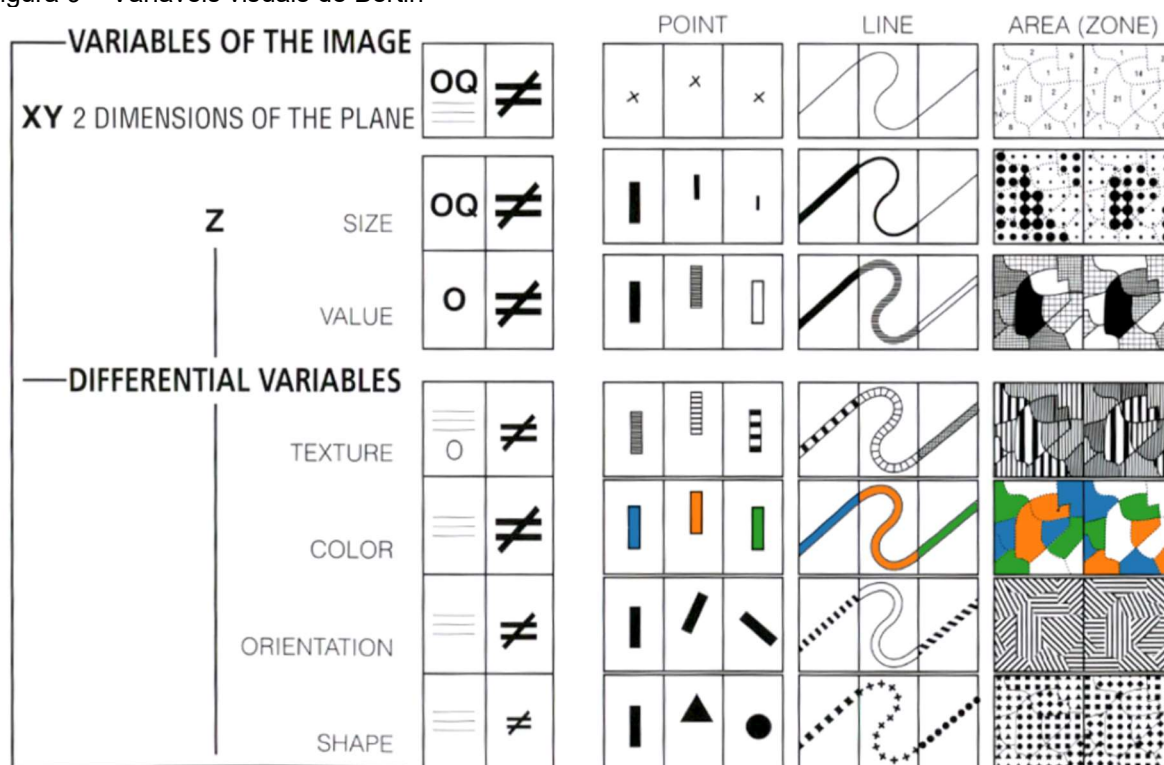 POINT LINE AREA (ZONE)
VARIABLES OF THE IMAGE
XY 2 DIMENSIONS OF THE PLANE
OQ ≠
Z
SIZE
OQ ≠
VALUE
O ≠
DIFFERENTIAL VARIABLES
TEXTURE
O ≠
COLOR
≠
ORIENTATION
≠
SHAPE
≠